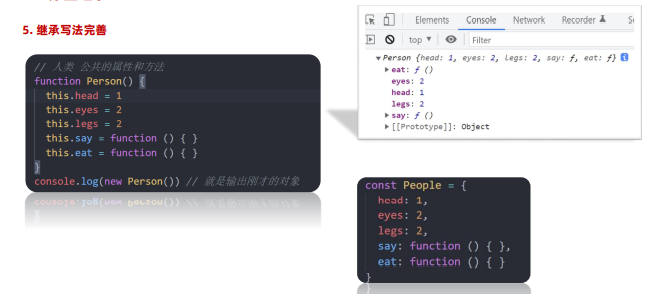 5. 继承写法完善
// 人类 公共的属性和方法
function Person() {
this.head = 1
this.eyes = 2
this.legs = 2
this.say = function () { }
this.eat = function () { }
}
console.log(new Person()) // 就是输出刚才的对象
Elements Console Network Recorder
top Filter
Person {head: 1, eyes: 2, legs: 2, say: ƒ, eat: ƒ}
eat: ƒ ()
eyes: 2
head: 1
legs: 2
say: ƒ ()
[[Prototype]]: Object
const People = {
head: 1,
eyes: 2,
legs: 2,
say: function () { },
eat: function () { }
}